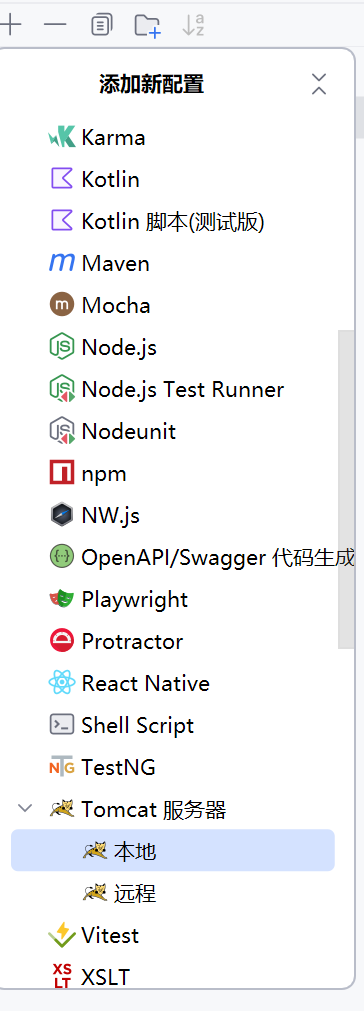 添加新配置
Karma
Kotlin
Kotlin 脚本(测试版)
Maven
Mocha
Node.js
Node.js Test Runner
Nodeunit
npm
NW.js
OpenAPI/Swagger 代码生成
Playwright
Protractor
React Native
Shell Script
TestNG
Tomcat 服务器
本地
远程
Vitest
XSLT